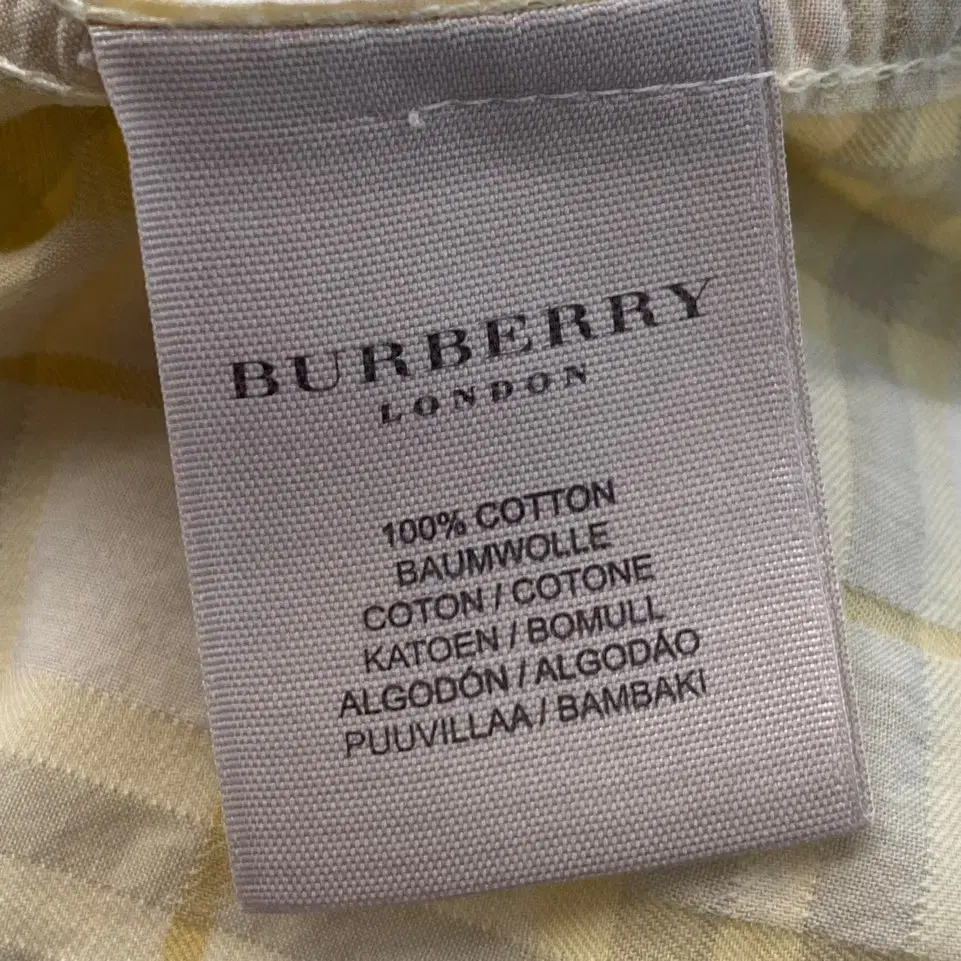 BURBERRY
LONDON
100% COTTON
BAUMWOLLE
COTON / COTONE
KATOEN / BOMULL
ALGODÓN / ALGODÃO
PUUVILLAA / BAMBAKI